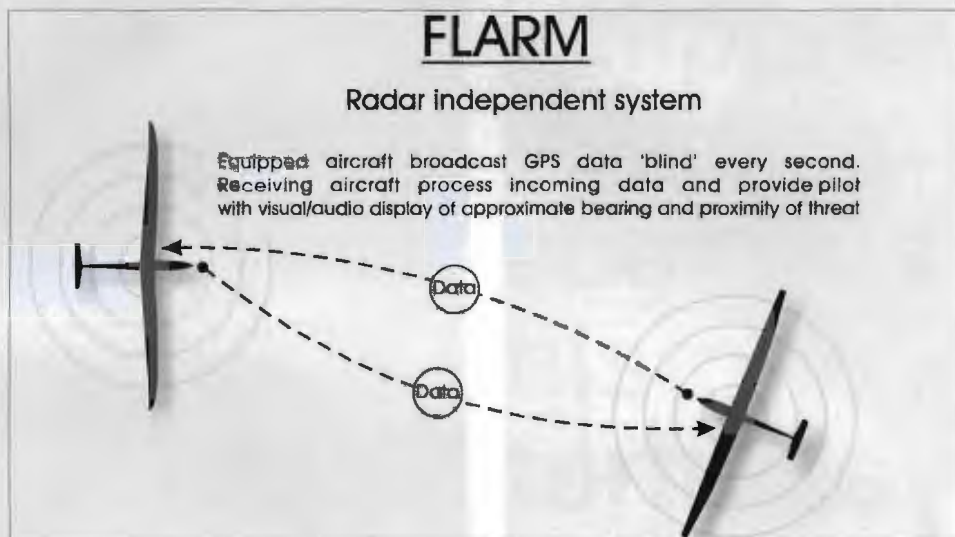 FLARM
Radar independent system
Equipped aircraft broadcast GPS data 'blind' every second.
Receiving aircraft process incoming data and provide pilot
with visual/audio display of approximate bearing and proximity of threat
Data
Data